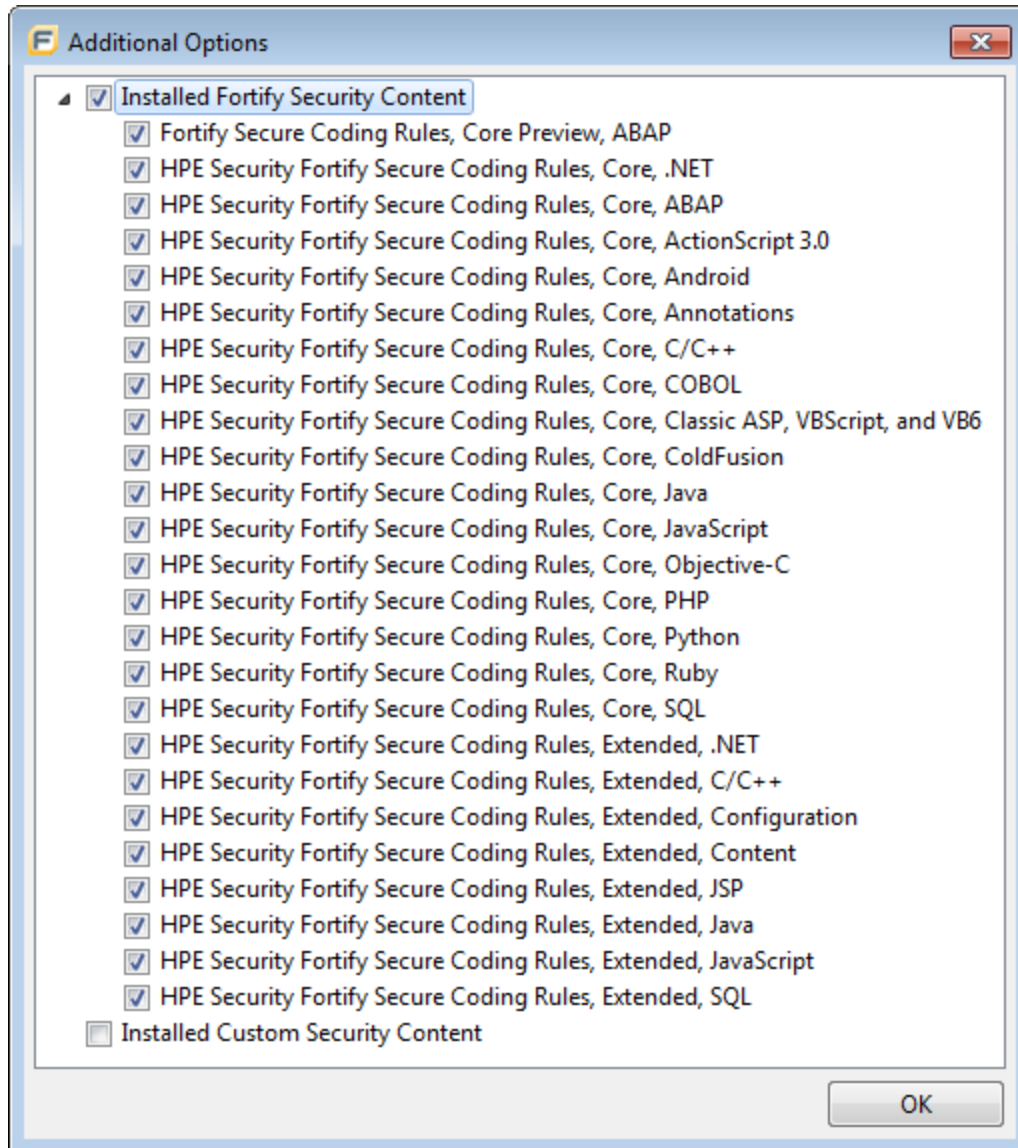 Additional Options
Installed Fortify Security Content
Fortify Secure Coding Rules, Core Preview, ABAP
HPE Security Fortify Secure Coding Rules, Core, .NET
HPE Security Fortify Secure Coding Rules, Core, ABAP
HPE Security Fortify Secure Coding Rules, Core, ActionScript 3.0
HPE Security Fortify Secure Coding Rules, Core, Android
HPE Security Fortify Secure Coding Rules, Core, Annotations
HPE Security Fortify Secure Coding Rules, Core, C/C++
HPE Security Fortify Secure Coding Rules, Core, COBOL
HPE Security Fortify Secure Coding Rules, Core, Classic ASP, VBScript, and VB6
HPE Security Fortify Secure Coding Rules, Core, ColdFusion
HPE Security Fortify Secure Coding Rules, Core, Java
HPE Security Fortify Secure Coding Rules, Core, JavaScript
HPE Security Fortify Secure Coding Rules, Core, Objective-C
HPE Security Fortify Secure Coding Rules, Core, PHP
HPE Security Fortify Secure Coding Rules, Core, Python
HPE Security Fortify Secure Coding Rules, Core, Ruby
HPE Security Fortify Secure Coding Rules, Core, SQL
HPE Security Fortify Secure Coding Rules, Extended, .NET
HPE Security Fortify Secure Coding Rules, Extended, C/C++
HPE Security Fortify Secure Coding Rules, Extended, Configuration
HPE Security Fortify Secure Coding Rules, Extended, Content
HPE Security Fortify Secure Coding Rules, Extended, JSP
HPE Security Fortify Secure Coding Rules, Extended, Java
HPE Security Fortify Secure Coding Rules, Extended, JavaScript
HPE Security Fortify Secure Coding Rules, Extended, SQL
Installed Custom Security Content
OK